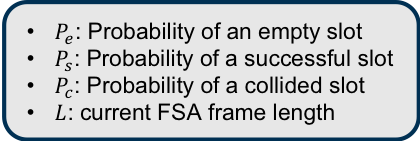 • Pₑ: Probability of an empty slot
• Pₛ: Probability of a successful slot
• P_c: Probability of a collided slot
• L: current FSA frame length